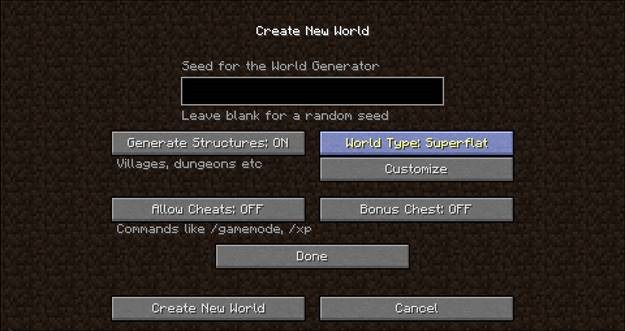 Create New World
Seed for the World Generator
Leave blank for a random seed
Generate Structures: ON
World Type: Superflat
Villages, dungeons etc
Customize
Allow Cheats: OFF
Bonus Chest: OFF
Commands like /gamemode, /xp
Done
Create New World
Cancel